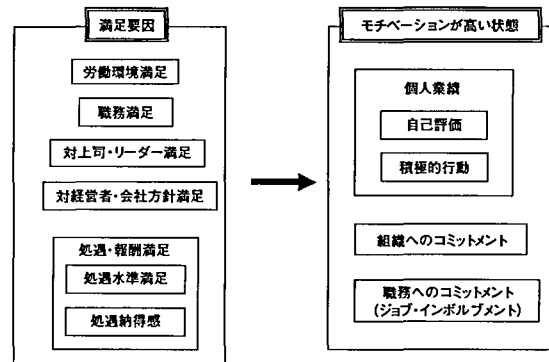 満足要因
労働環境満足
職務満足
対上司・リーダー満足
対経営者・会社方針満足
処遇・報酬満足
処遇水準満足
処遇納得感
モチベーションが高い状態
個人業績
自己評価
積極的行動
組織へのコミットメント
職務へのコミットメント
(ジョブ・インボルブメント)